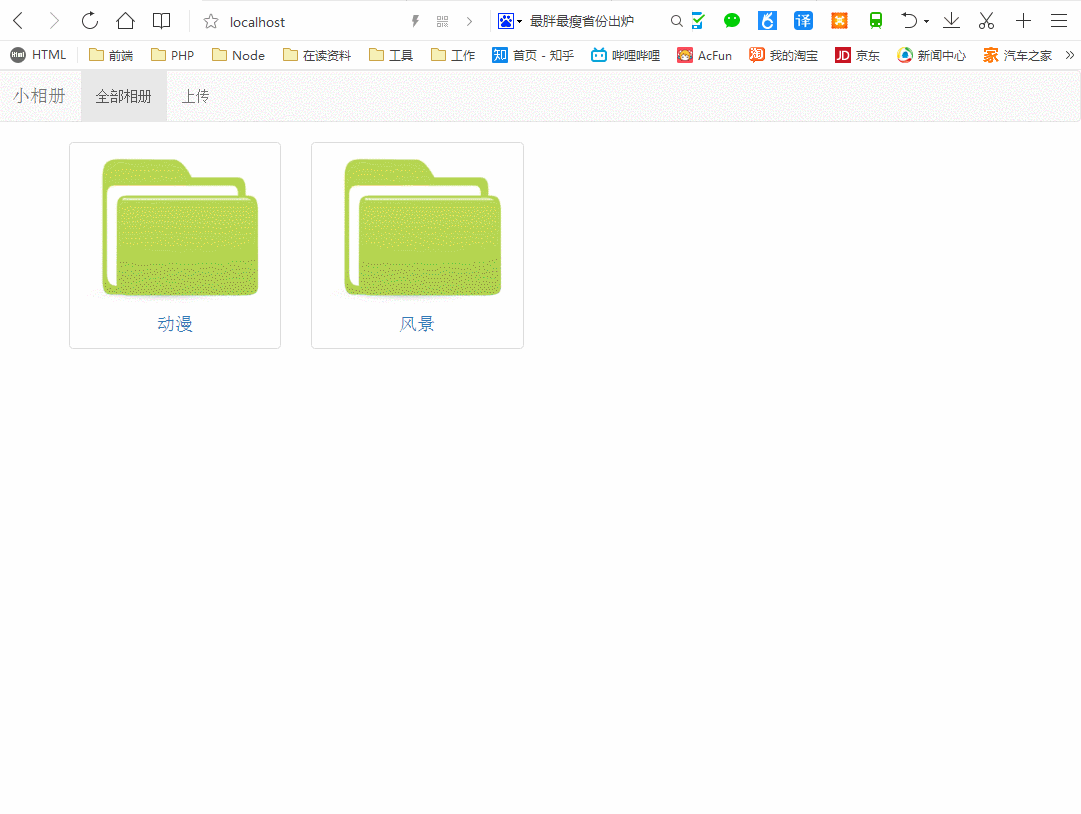 localhost 最胖最瘦省份出炉 译
Html HTML 前端 PHP Node 在读资料 工具 工作 知 首页 - 知乎 哔哩哔哩 AcFun 淘 我的淘宝 JD 京东 新闻中心 家 汽车之家 »
小相册 全部相册 上传
动漫 风景